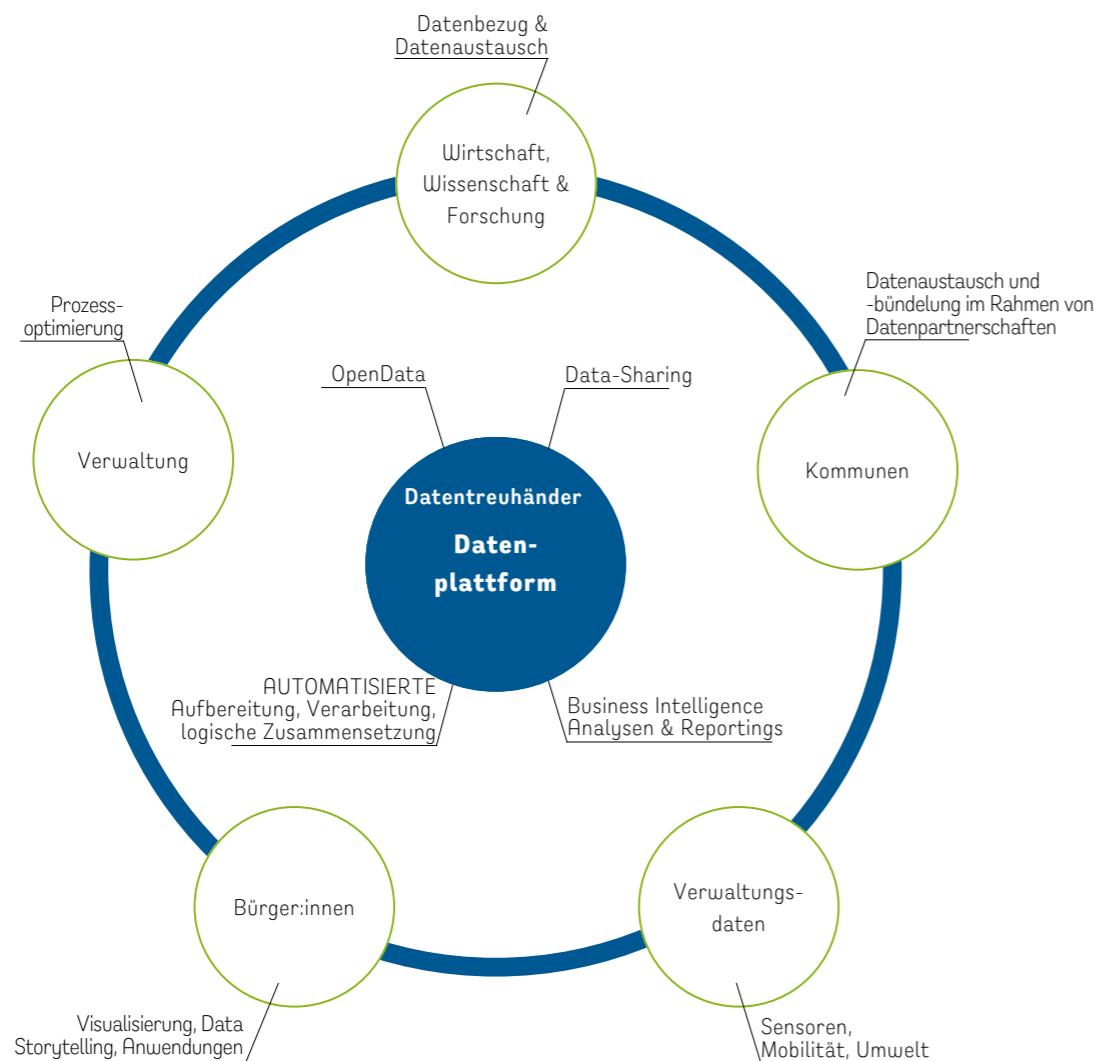 Datenbezug &
Datenaustausch
Wirtschaft,
Wissenschaft &
Forschung
Datenaustausch und
-bündelung im Rahmen von
Datenpartnerschaften
Prozess-
optimierung
OpenData
Data-Sharing
Verwaltung
Kommunen
Datentreuhänder
Daten-
plattform
AUTOMATISIERTE
Aufbereitung, Verarbeitung,
logische Zusammensetzung
Business Intelligence
Analysen & Reportings
Bürger:innen
Verwaltungs-
daten
Visualisierung, Data
Storytelling, Anwendungen
Sensoren,
Mobilität, Umwelt